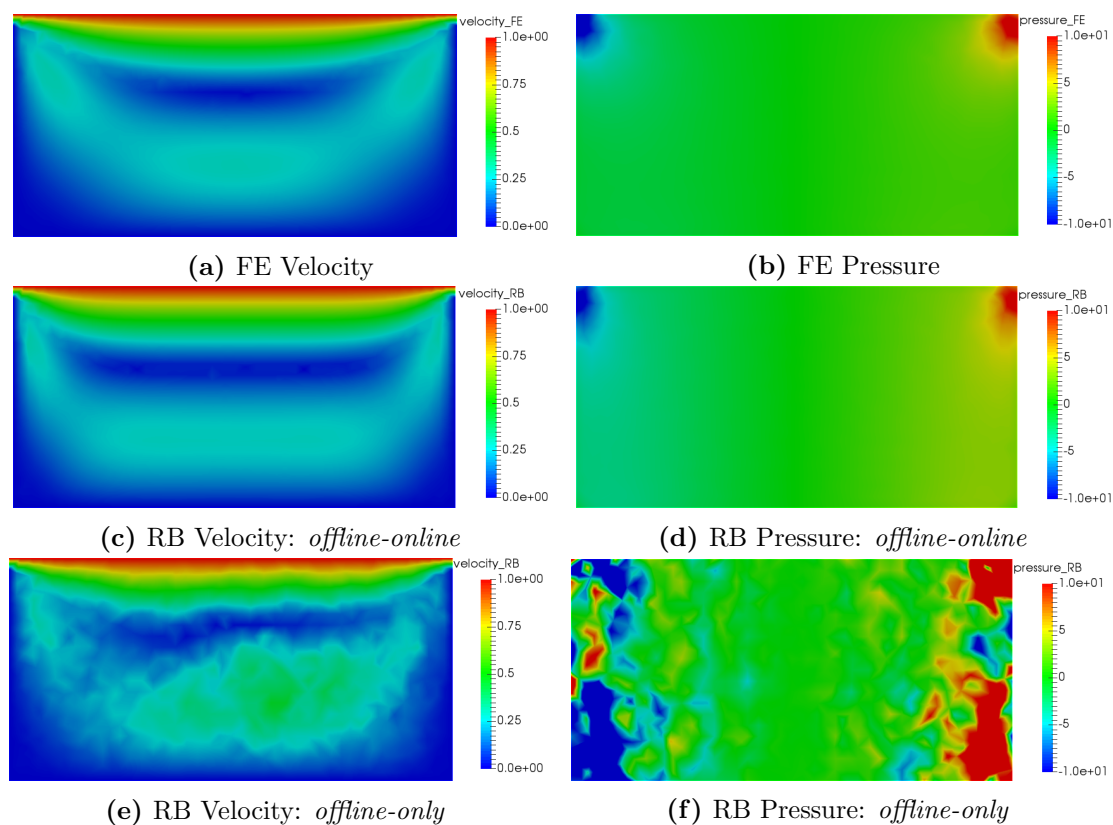 velocity_FE
1.0e+00
0.75
0.5
0.25
0.0e+00
pressure_FE
1.0e+01
5
0
-5
-1.0e+01
(a) FE Velocity
(b) FE Pressure
velocity_RB
1.0e+00
0.75
0.5
0.25
0.0e+00
pressure_RB
1.0e+01
5
0
-5
-1.0e+01
(c) RB Velocity: offline-online
(d) RB Pressure: offline-online
velocity_RB
1.0e+00
0.75
0.5
0.25
0.0e+00
pressure_RB
1.0e+01
5
0
-5
-1.0e+01
(e) RB Velocity: offline-only
(f) RB Pressure: offline-only